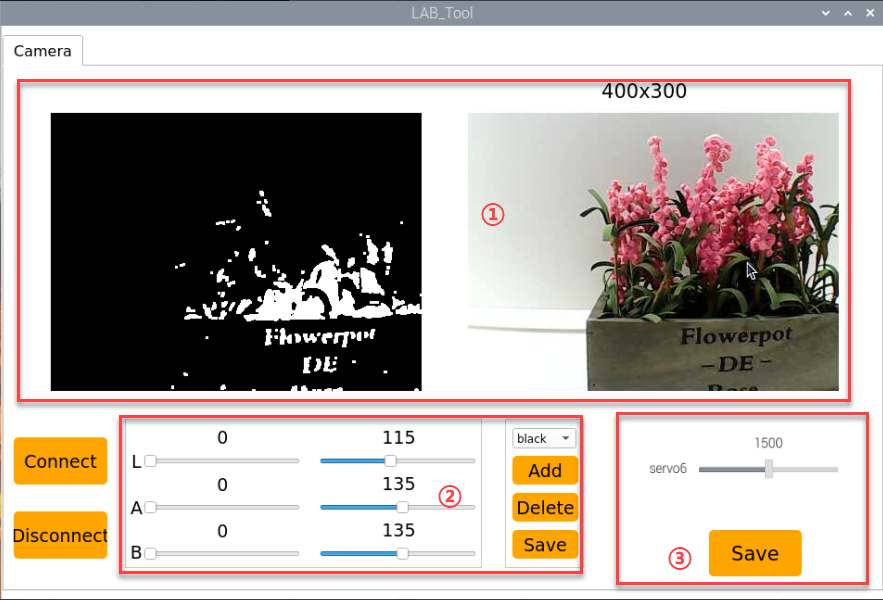 LAB_Tool
Camera
400x300
①
Flowerpot
DE
Flowerpot
–DE –
Rose
Connect
Disconnect
0 115
L
0 135
A
0 135
B
②
black
Add
Delete
Save
1500
servo6
③
Save